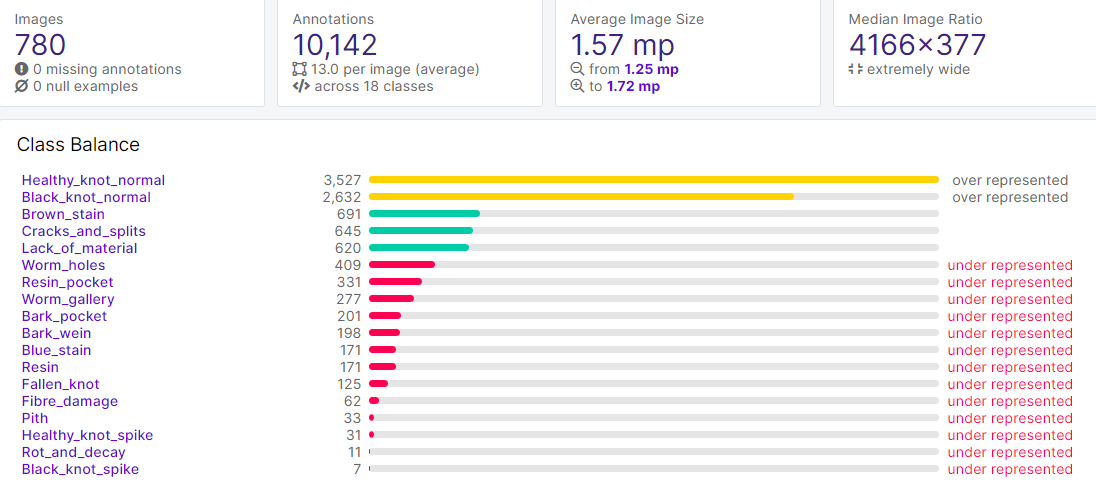 Images
780
0 missing annotations
0 null examples
Annotations
10,142
13.0 per image (average)
across 18 classes
Average Image Size
1.57 mp
from 1.25 mp
to 1.72 mp
Median Image Ratio
4166×377
extremely wide
Class Balance
Healthy_knot_normal 3,527 over represented
Black_knot_normal 2,632 over represented
Brown_stain 691
Cracks_and_splits 645
Lack_of_material 620
Worm_holes 409 under represented
Resin_pocket 331 under represented
Worm_gallery 277 under represented
Bark_pocket 201 under represented
Bark_wein 198 under represented
Blue_stain 171 under represented
Resin 171 under represented
Fallen_knot 125 under represented
Fibre_damage 62 under represented
Pith 33 under represented
Healthy_knot_spike 31 under represented
Rot_and_decay 11 under represented
Black_knot_spike 7 under represented